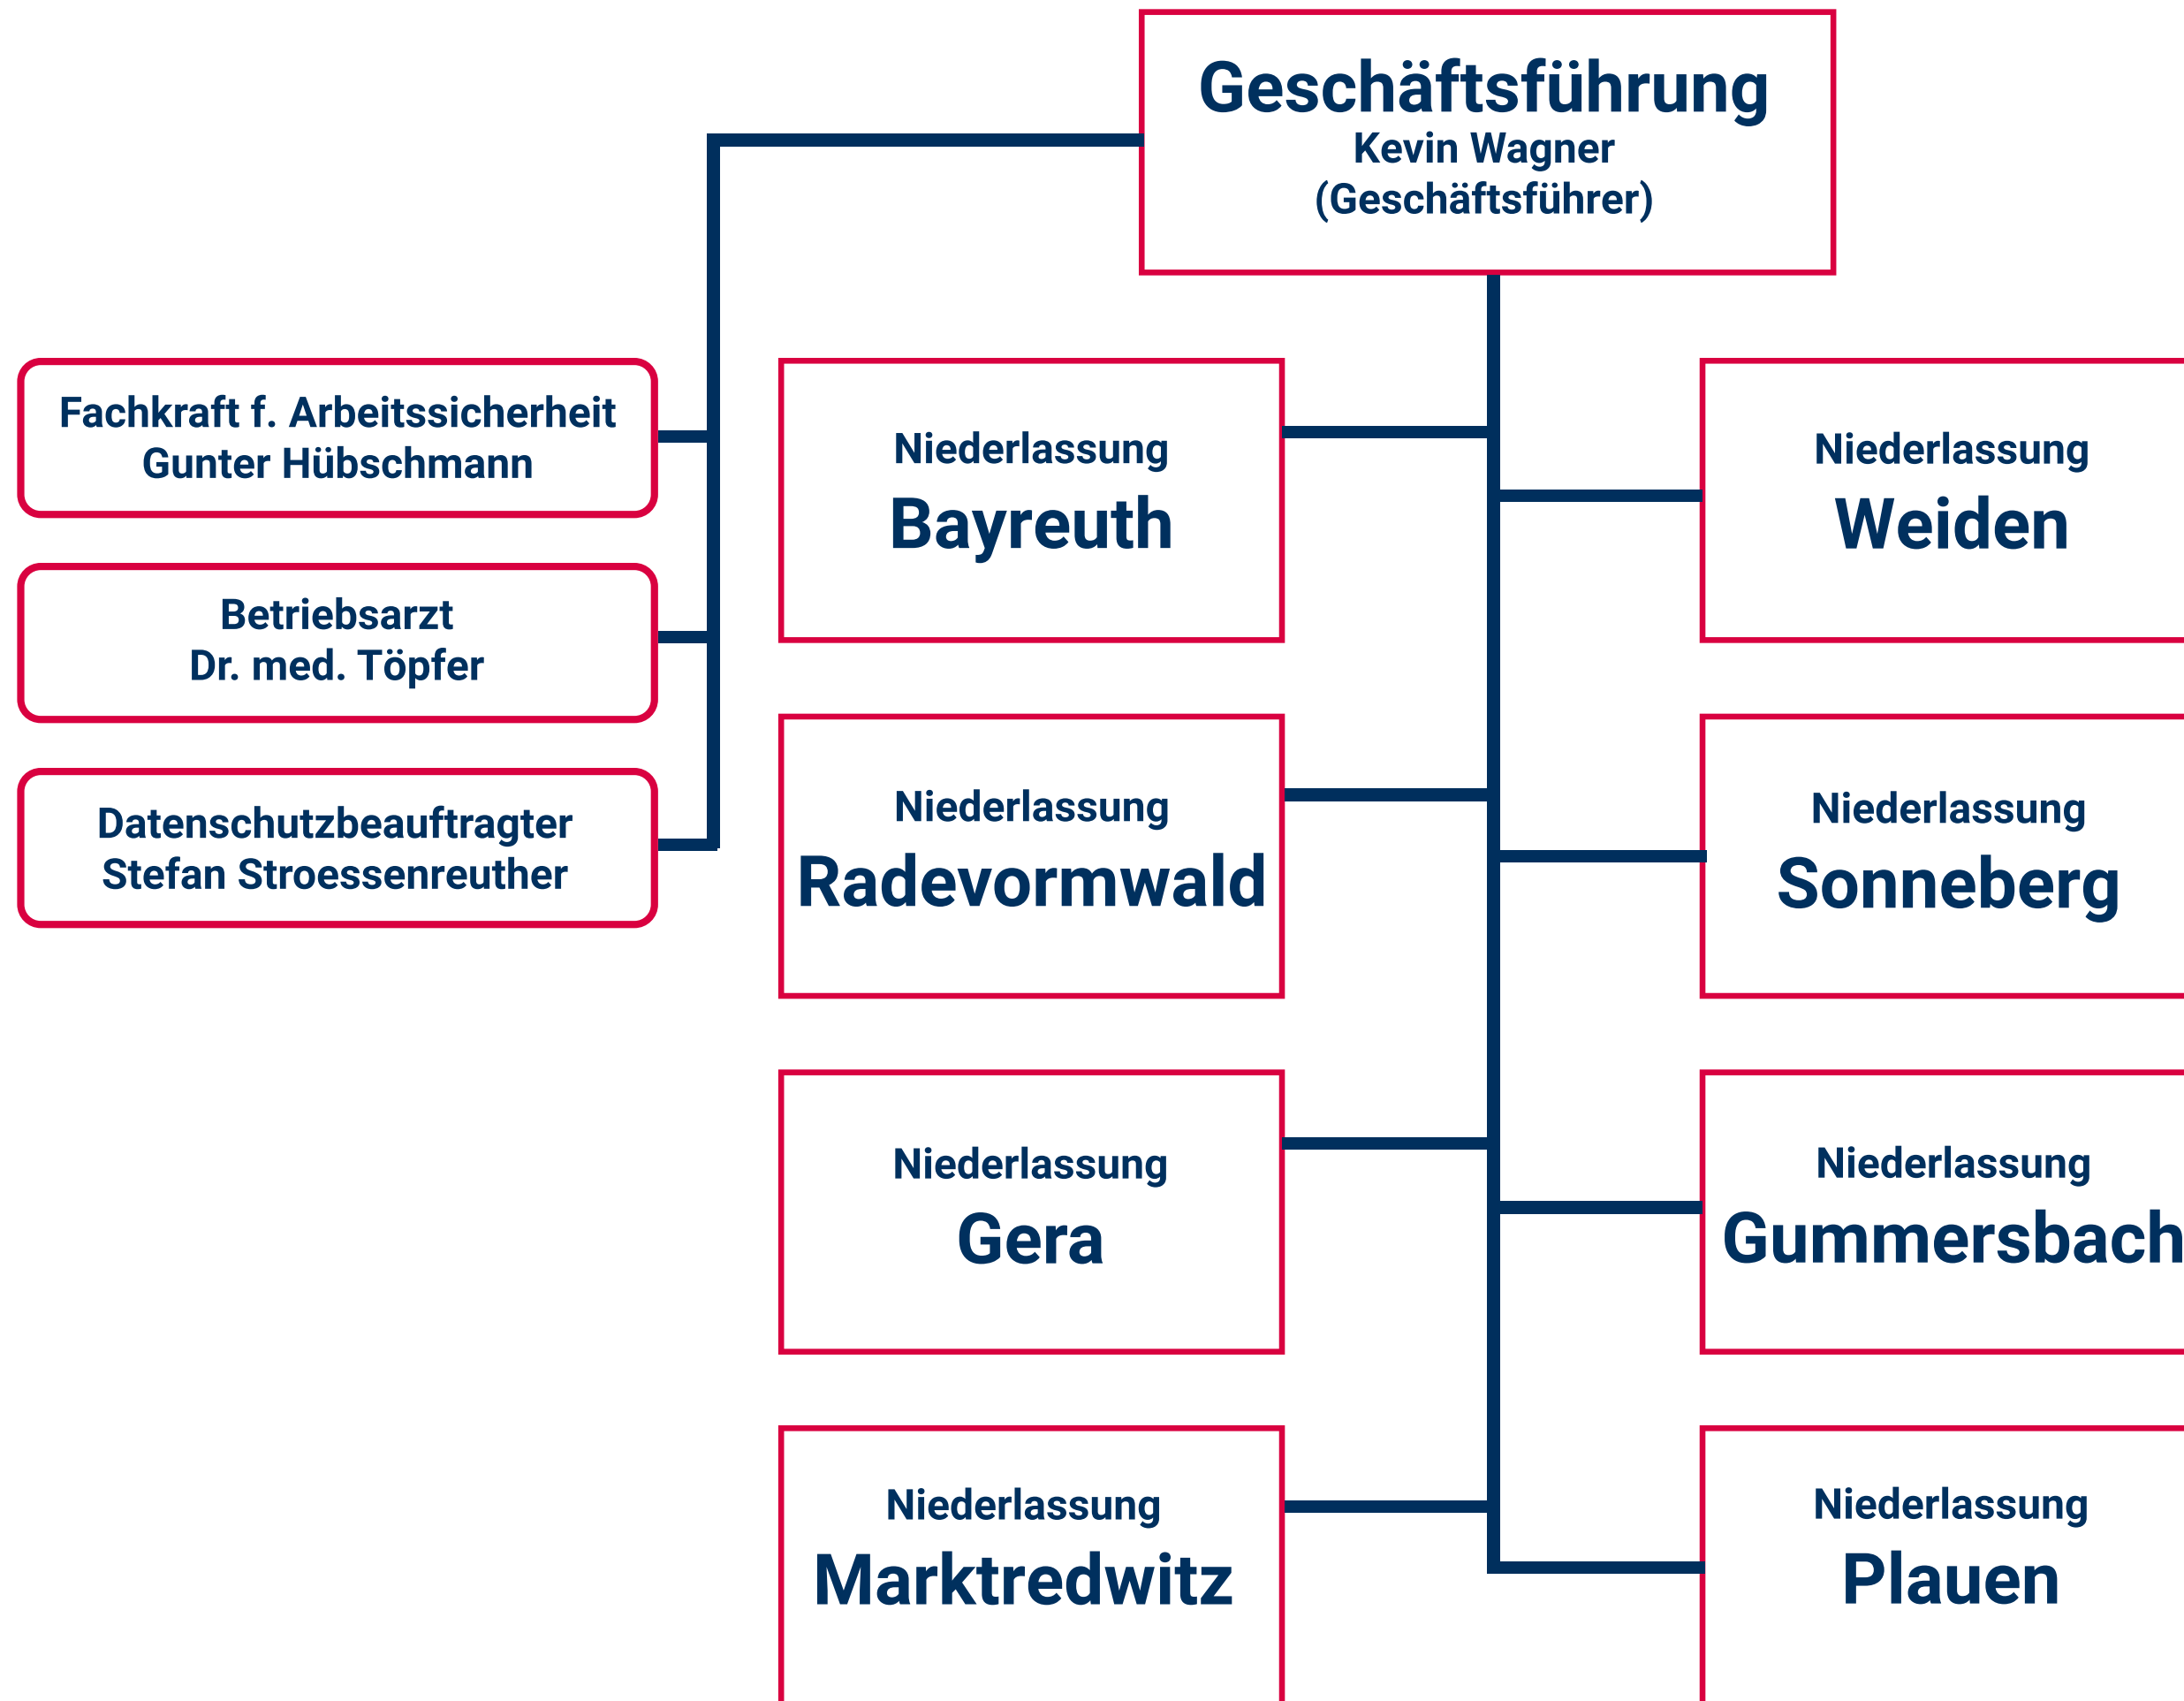 Geschäftsführung
Kevin Wagner
(Geschäftsführer)
Fachkraft f. Arbeitssicherheit
Gunter Hübschmann
Betriebsarzt
Dr. med. Töpfer
Datenschutzbeauftragter
Stefan Stroessenreuther
Niederlassung
Bayreuth
Niederlassung
Weiden
Niederlassung
Radevormwald
Niederlassung
Sonneberg
Niederlassung
Gera
Niederlassung
Gummersbach
Niederlassung
Marktredwitz
Niederlassung
Plauen